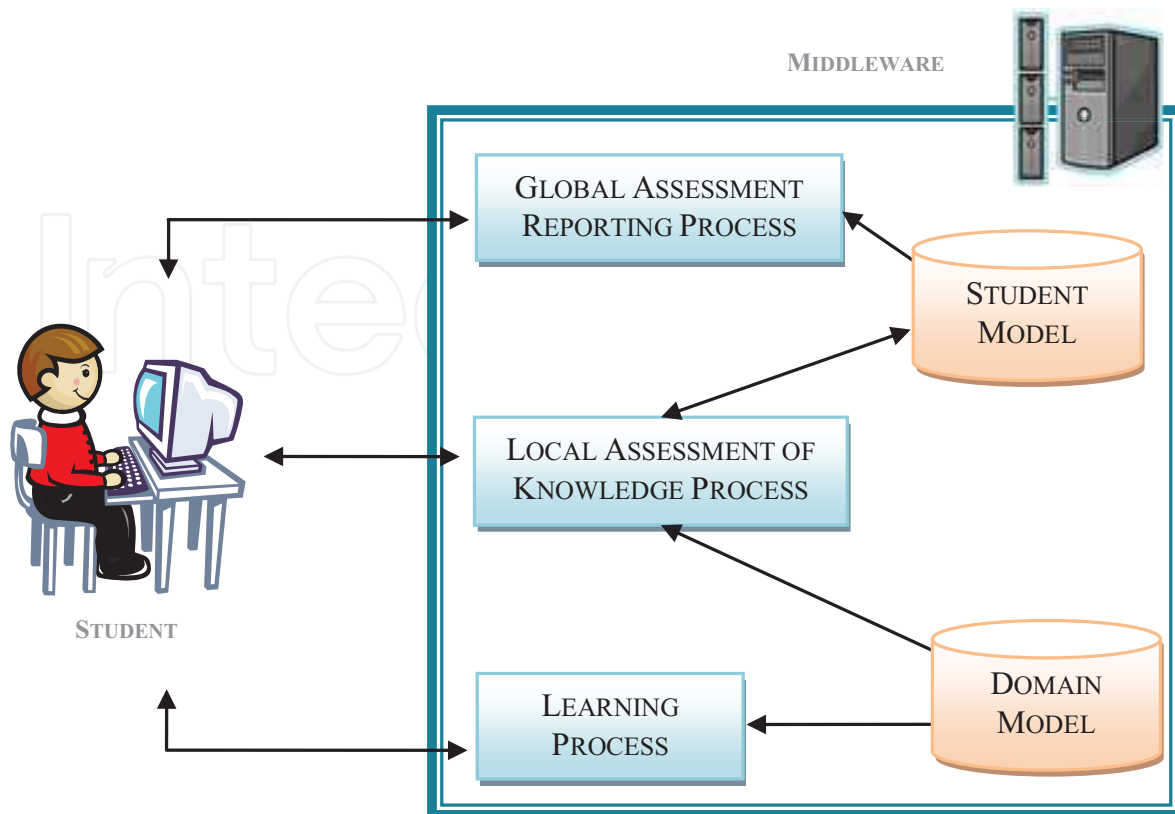 MIDDLEWARE
GLOBAL ASSESSMENT
REPORTING PROCESS
STUDENT
MODEL
LOCAL ASSESSMENT OF
KNOWLEDGE PROCESS
STUDENT
DOMAIN
MODEL
LEARNING
PROCESS